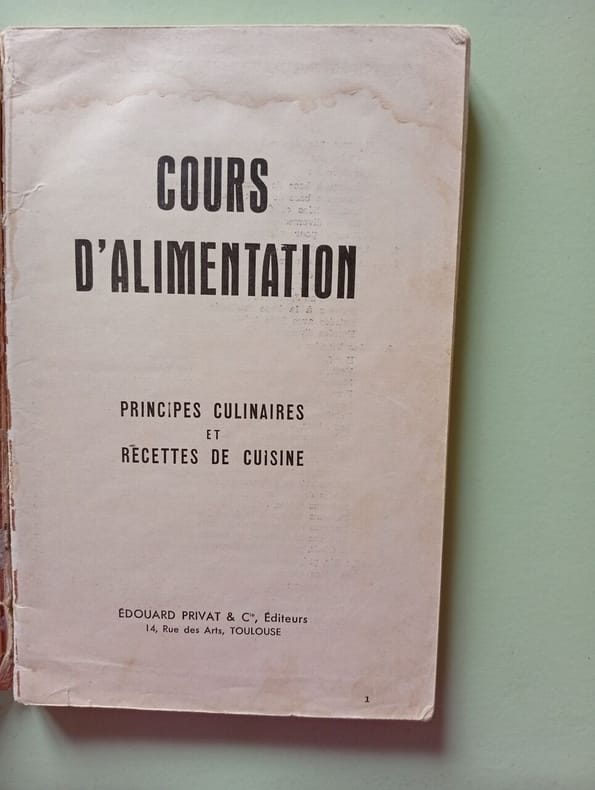 COURS
D'ALIMENTATION
PRINCIPES CULINAIRES
ET
RECETTES DE CUISINE
ÉDOUARD PRIVAT & Cie, Éditeurs
14, Rue des Arts, TOULOUSE
1